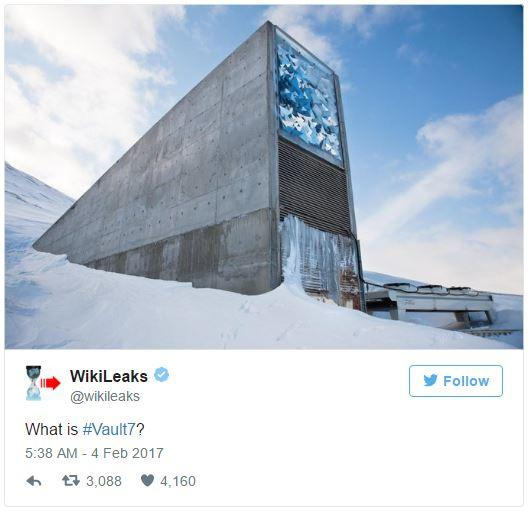 WikiLeaks
@wikileaks
Follow
What is #Vault7?
5:38 AM - 4 Feb 2017
3,088 4,160